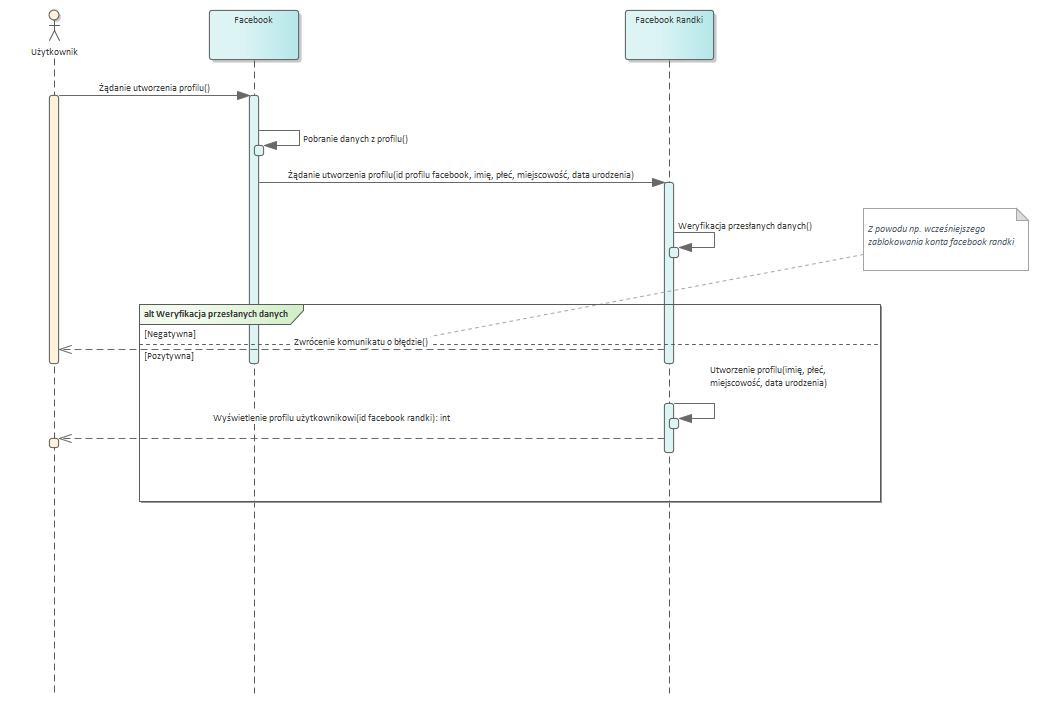 Facebook
Facebook Randki
Użytkownik
Żądanie utworzenia profilu()
Pobranie danych z profilu()
Żądanie utworzenia profilu(id profilu facebook, imię, płeć, miejscowość, data urodzenia)
Weryfikacja przesłanych danych()
Z powodu np. wcześniejszego
zablokowania konta facebook randki
alt Weryfikacja przesłanych danych
[Negatywna]
Zwrócenie komunikatu o błędzie()
[Pozytywna]
Utworzenie profilu(imię, płeć,
miejscowość, data urodzenia)
Wyświetlenie profilu użytkownikowi(id facebook randki): int